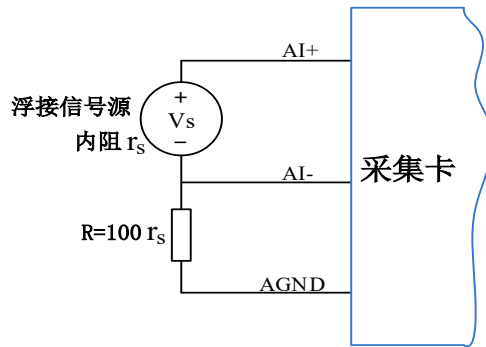 AI+
浮接信号源
内阻 rs
+
Vs
−
AI-
采集卡
R=100 rs
AGND